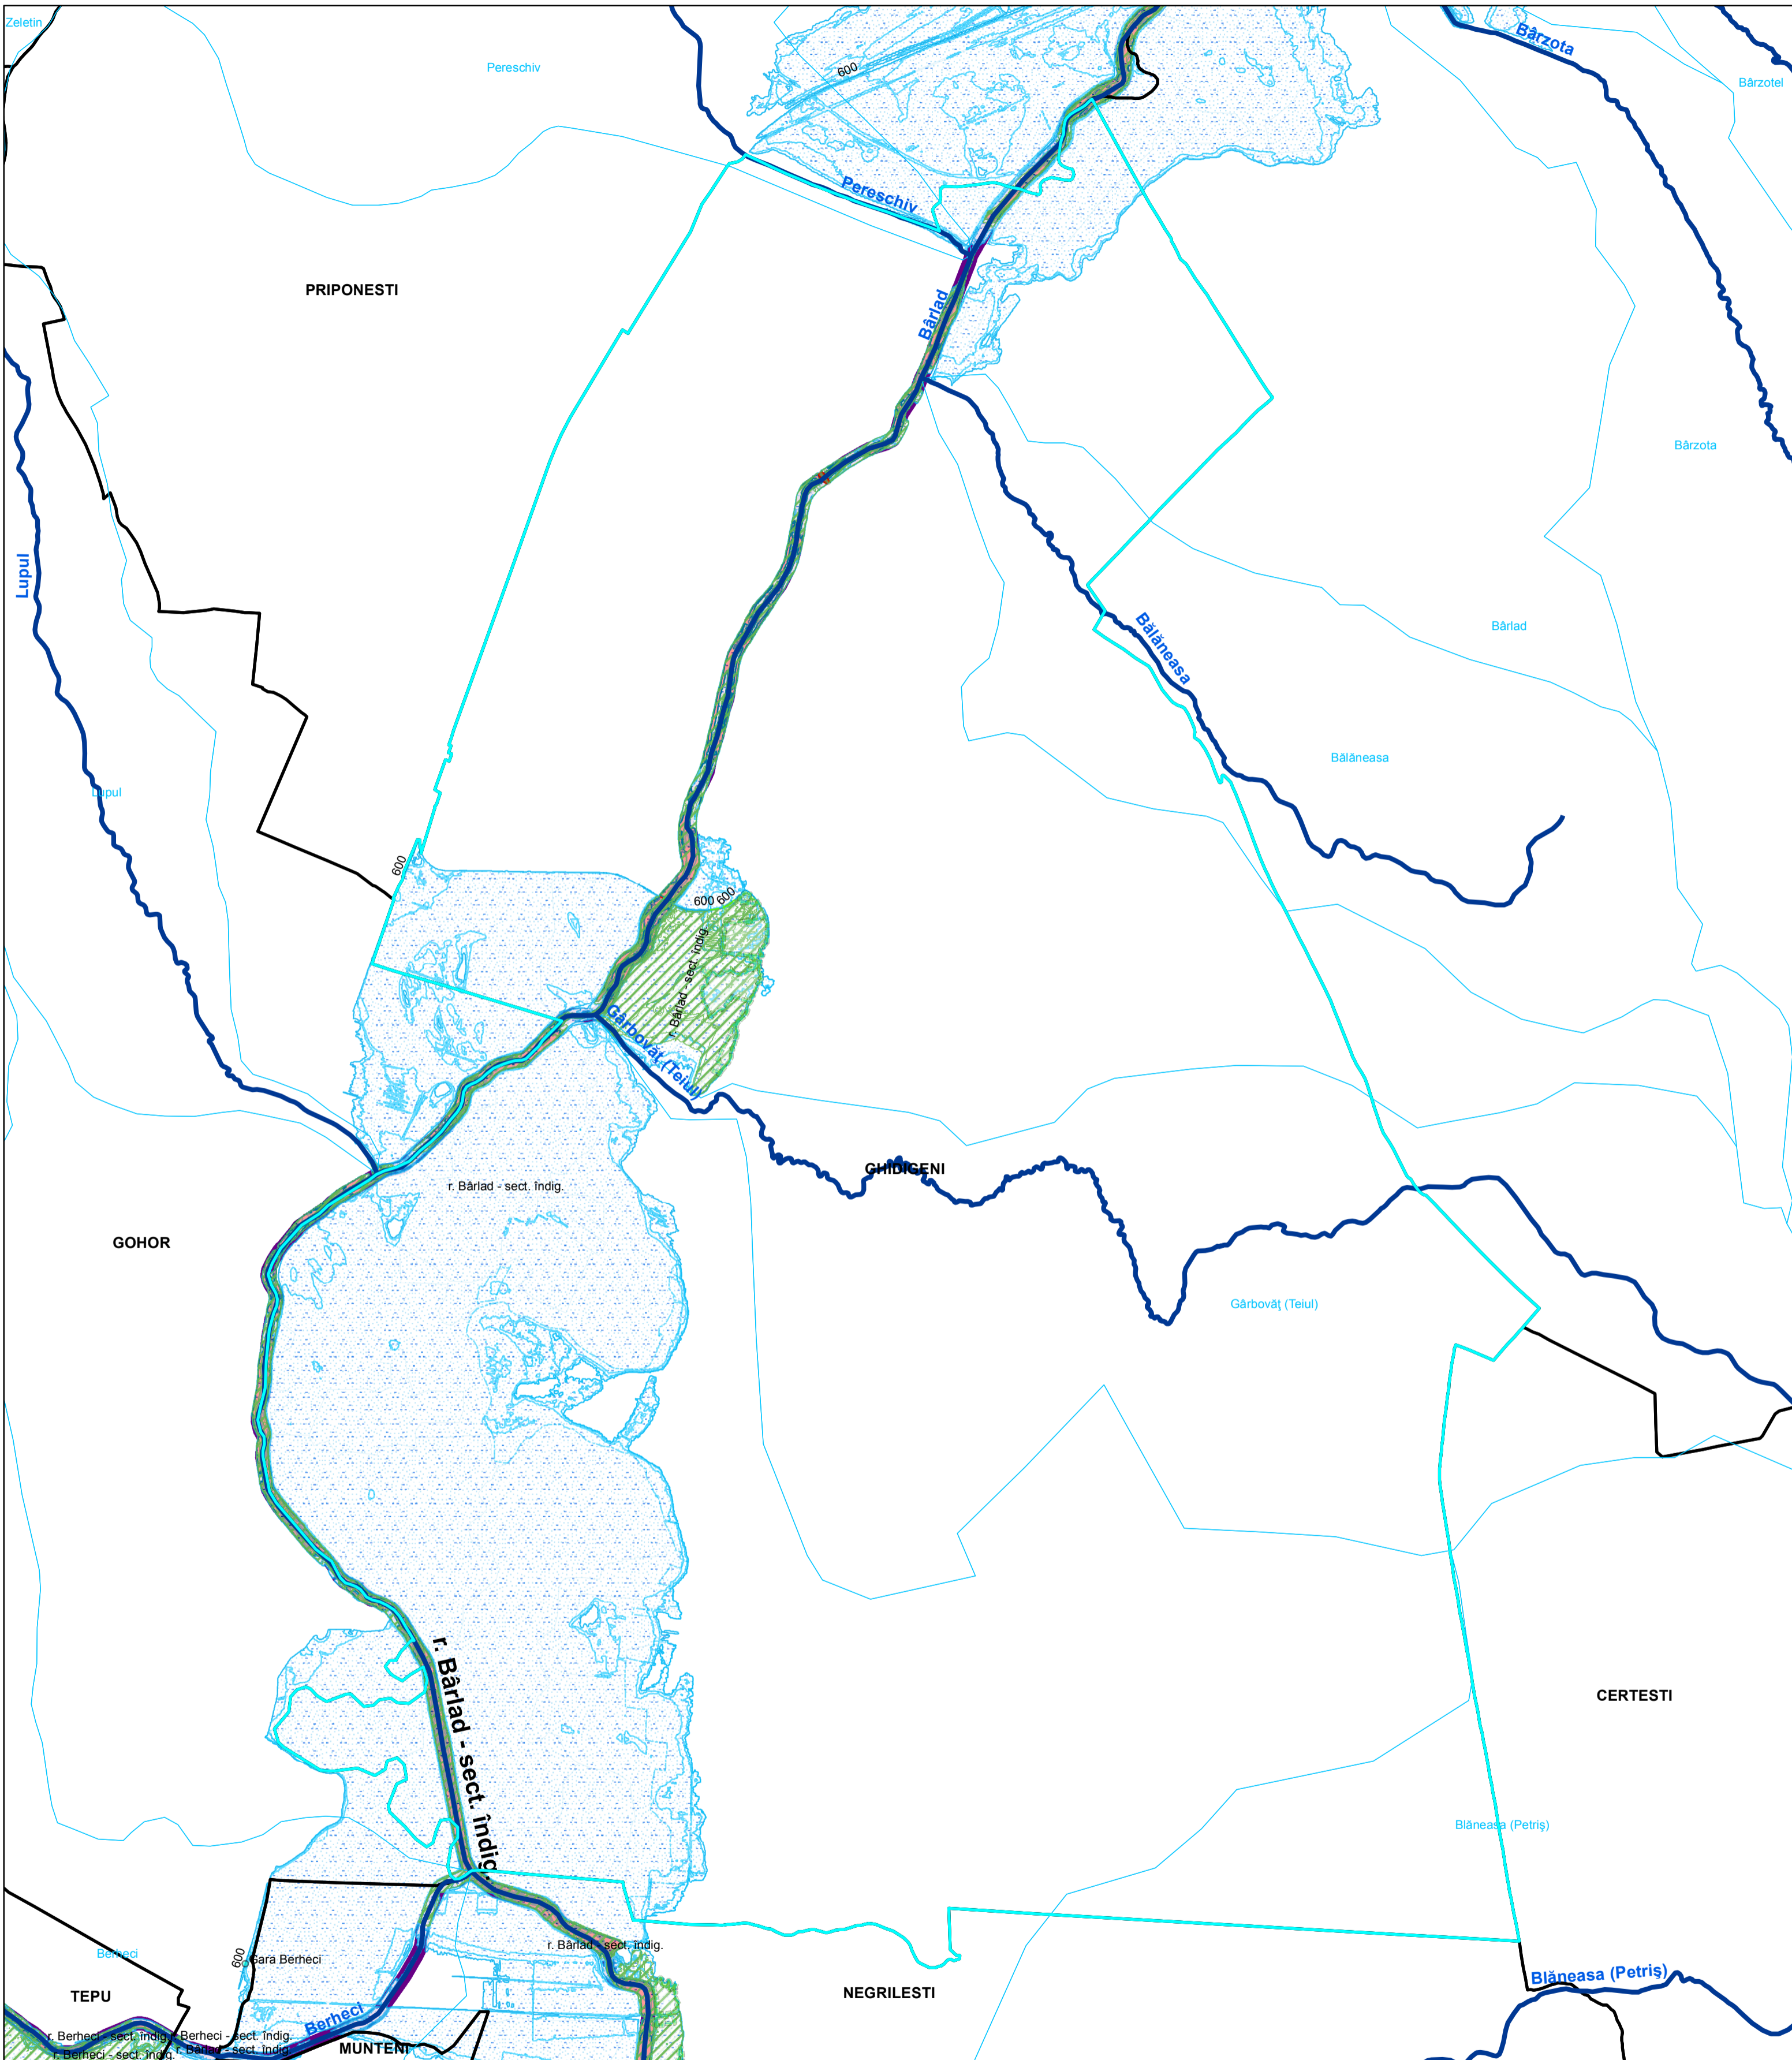 Zeletin
Bârzota
Pereschiv
600
Bârzotel
Pereschiv
PRIPONESTI
Bârlad
Bârzota
Lupul
Bârlad
Bălăneasa
Bălăneasa
Lupul
600
600
600
r. Bârlad - sect. îndig.
Gârbovăţ (Teiul)
GHIDIGENI
r. Bârlad - sect. îndig.
GOHOR
Gârbovăţ (Teiul)
r. Bârlad - sect. îndig.
CERTESTI
Blăneasa (Petriş)
r. Bârlad - sect. îndig.
Berheci
600
Gara Berheci
Blăneasa (Petriş)
TEPU
NEGRILESTI
Berheci
r. Berheci - sect. îndig.
r. Berheci - sect. îndig.
MUNTENI
r. Bârlad - sect. îndig.
r. Berheci - sect. îndig.